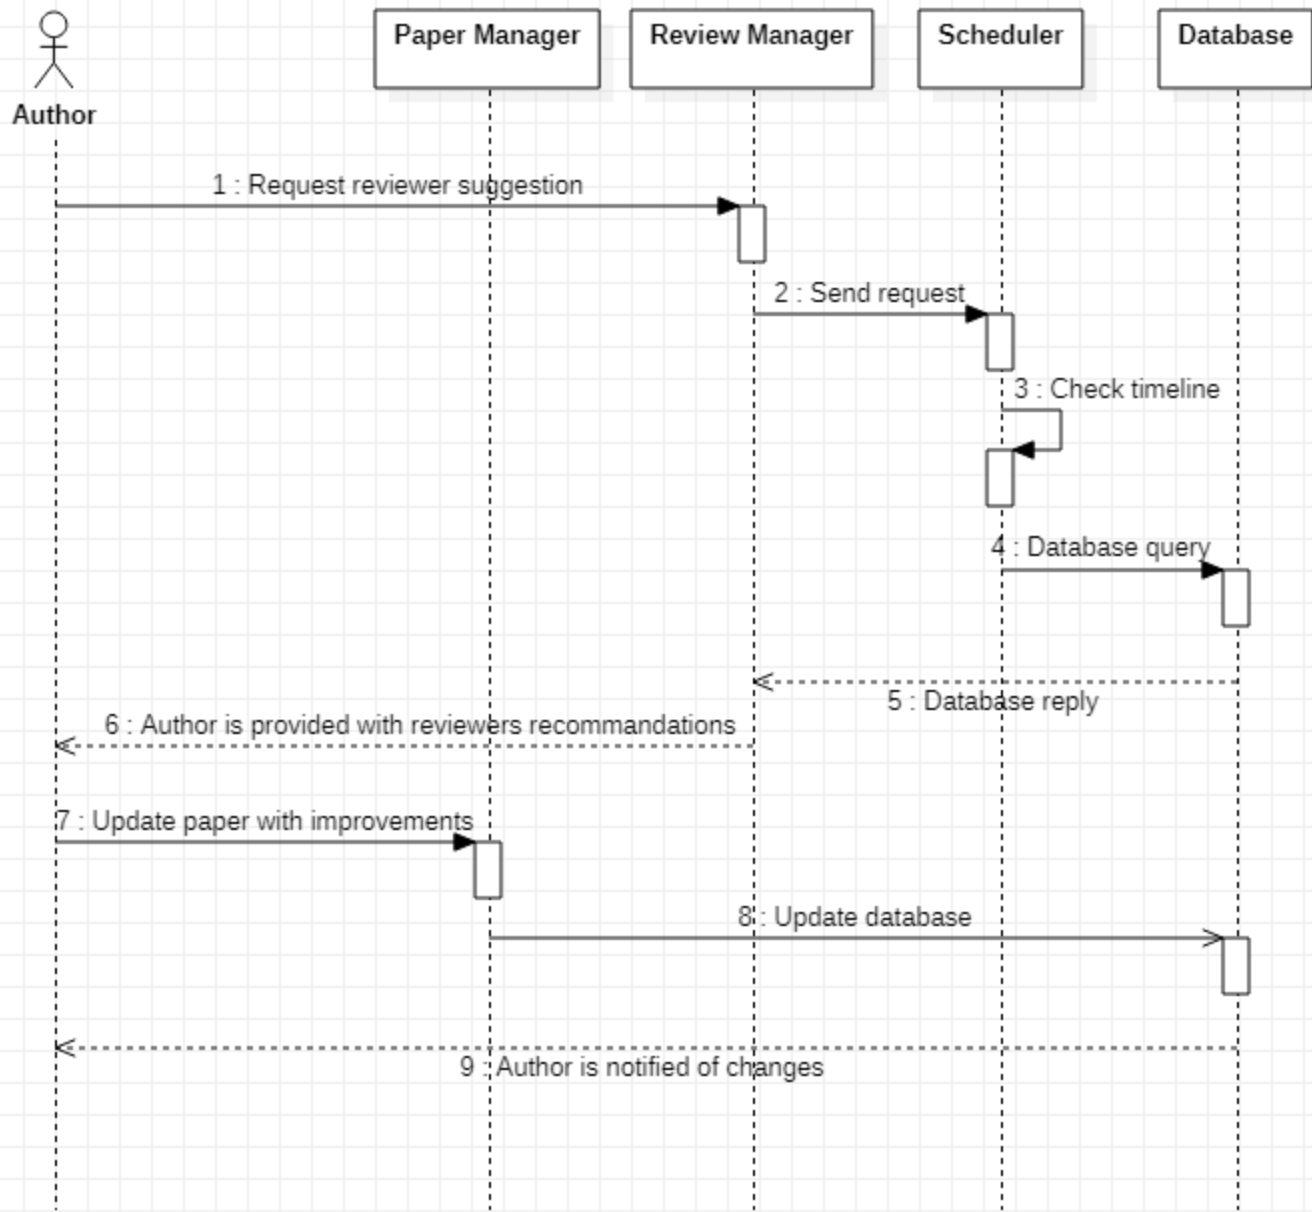 Paper Manager
Review Manager
Scheduler
Database
Author
1 : Request reviewer suggestion
2 : Send request
3 : Check timeline
4 : Database query
5 : Database reply
6 : Author is provided with reviewers recommandations
7 : Update paper with improvements
8 : Update database
9 : Author is notified of changes